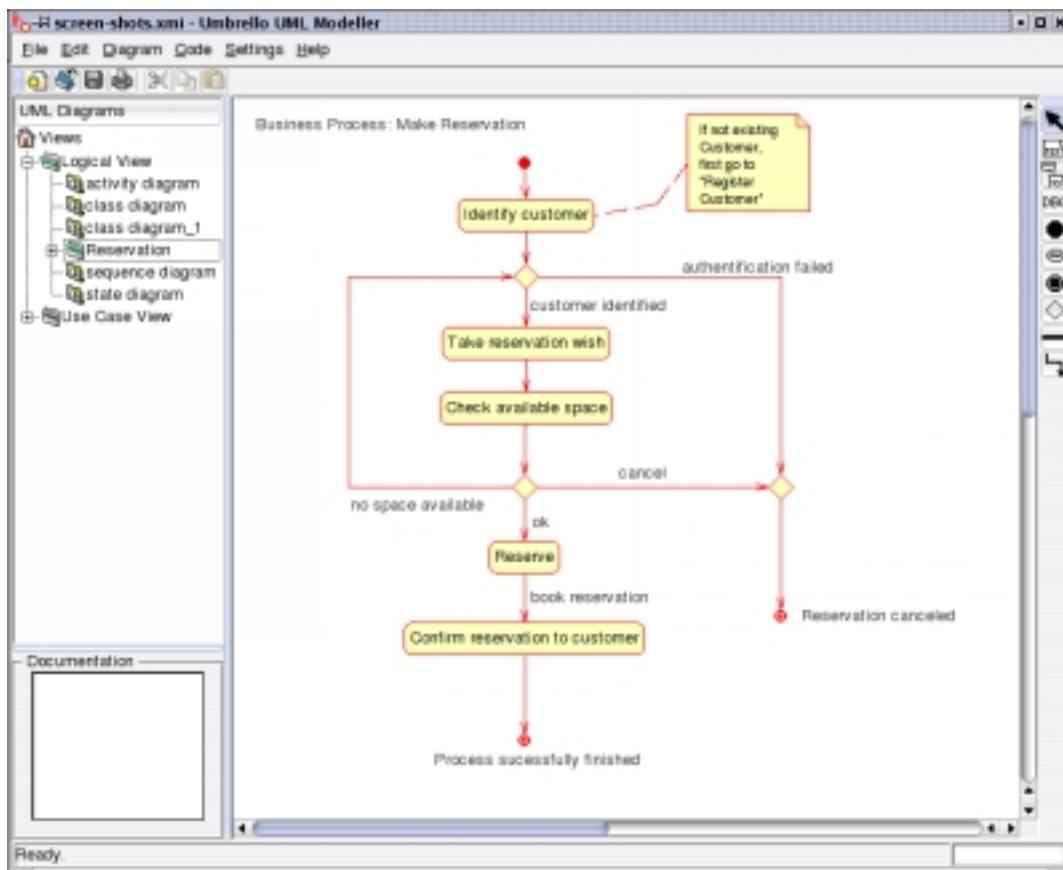 screen-shots.xmi - Umbrello UML Modeller
File Edit Diagram Code Settings Help
UML Diagrams
Views
Logical View
activity diagram
class diagram
class diagram_1
Reservation
sequence diagram
state diagram
Use Case View
Documentation
Business Process: Make Reservation
If not existing
Customer,
first go to
"Register
Customer"
Identify customer
authentification failed
customer identified
Take reservation wish
Check available space
cancel
no space available
ok
Reserve
book reservation
Reservation canceled
Confirm reservation to customer
Process sucessfully finished
Ready.